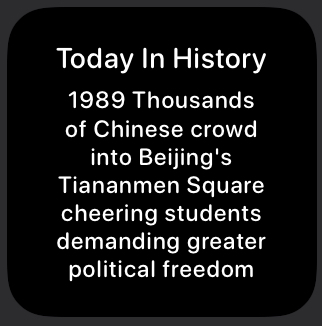 Today In History
1989 Thousands
of Chinese crowd
into Beijing's
Tiananmen Square
cheering students
demanding greater
political freedom